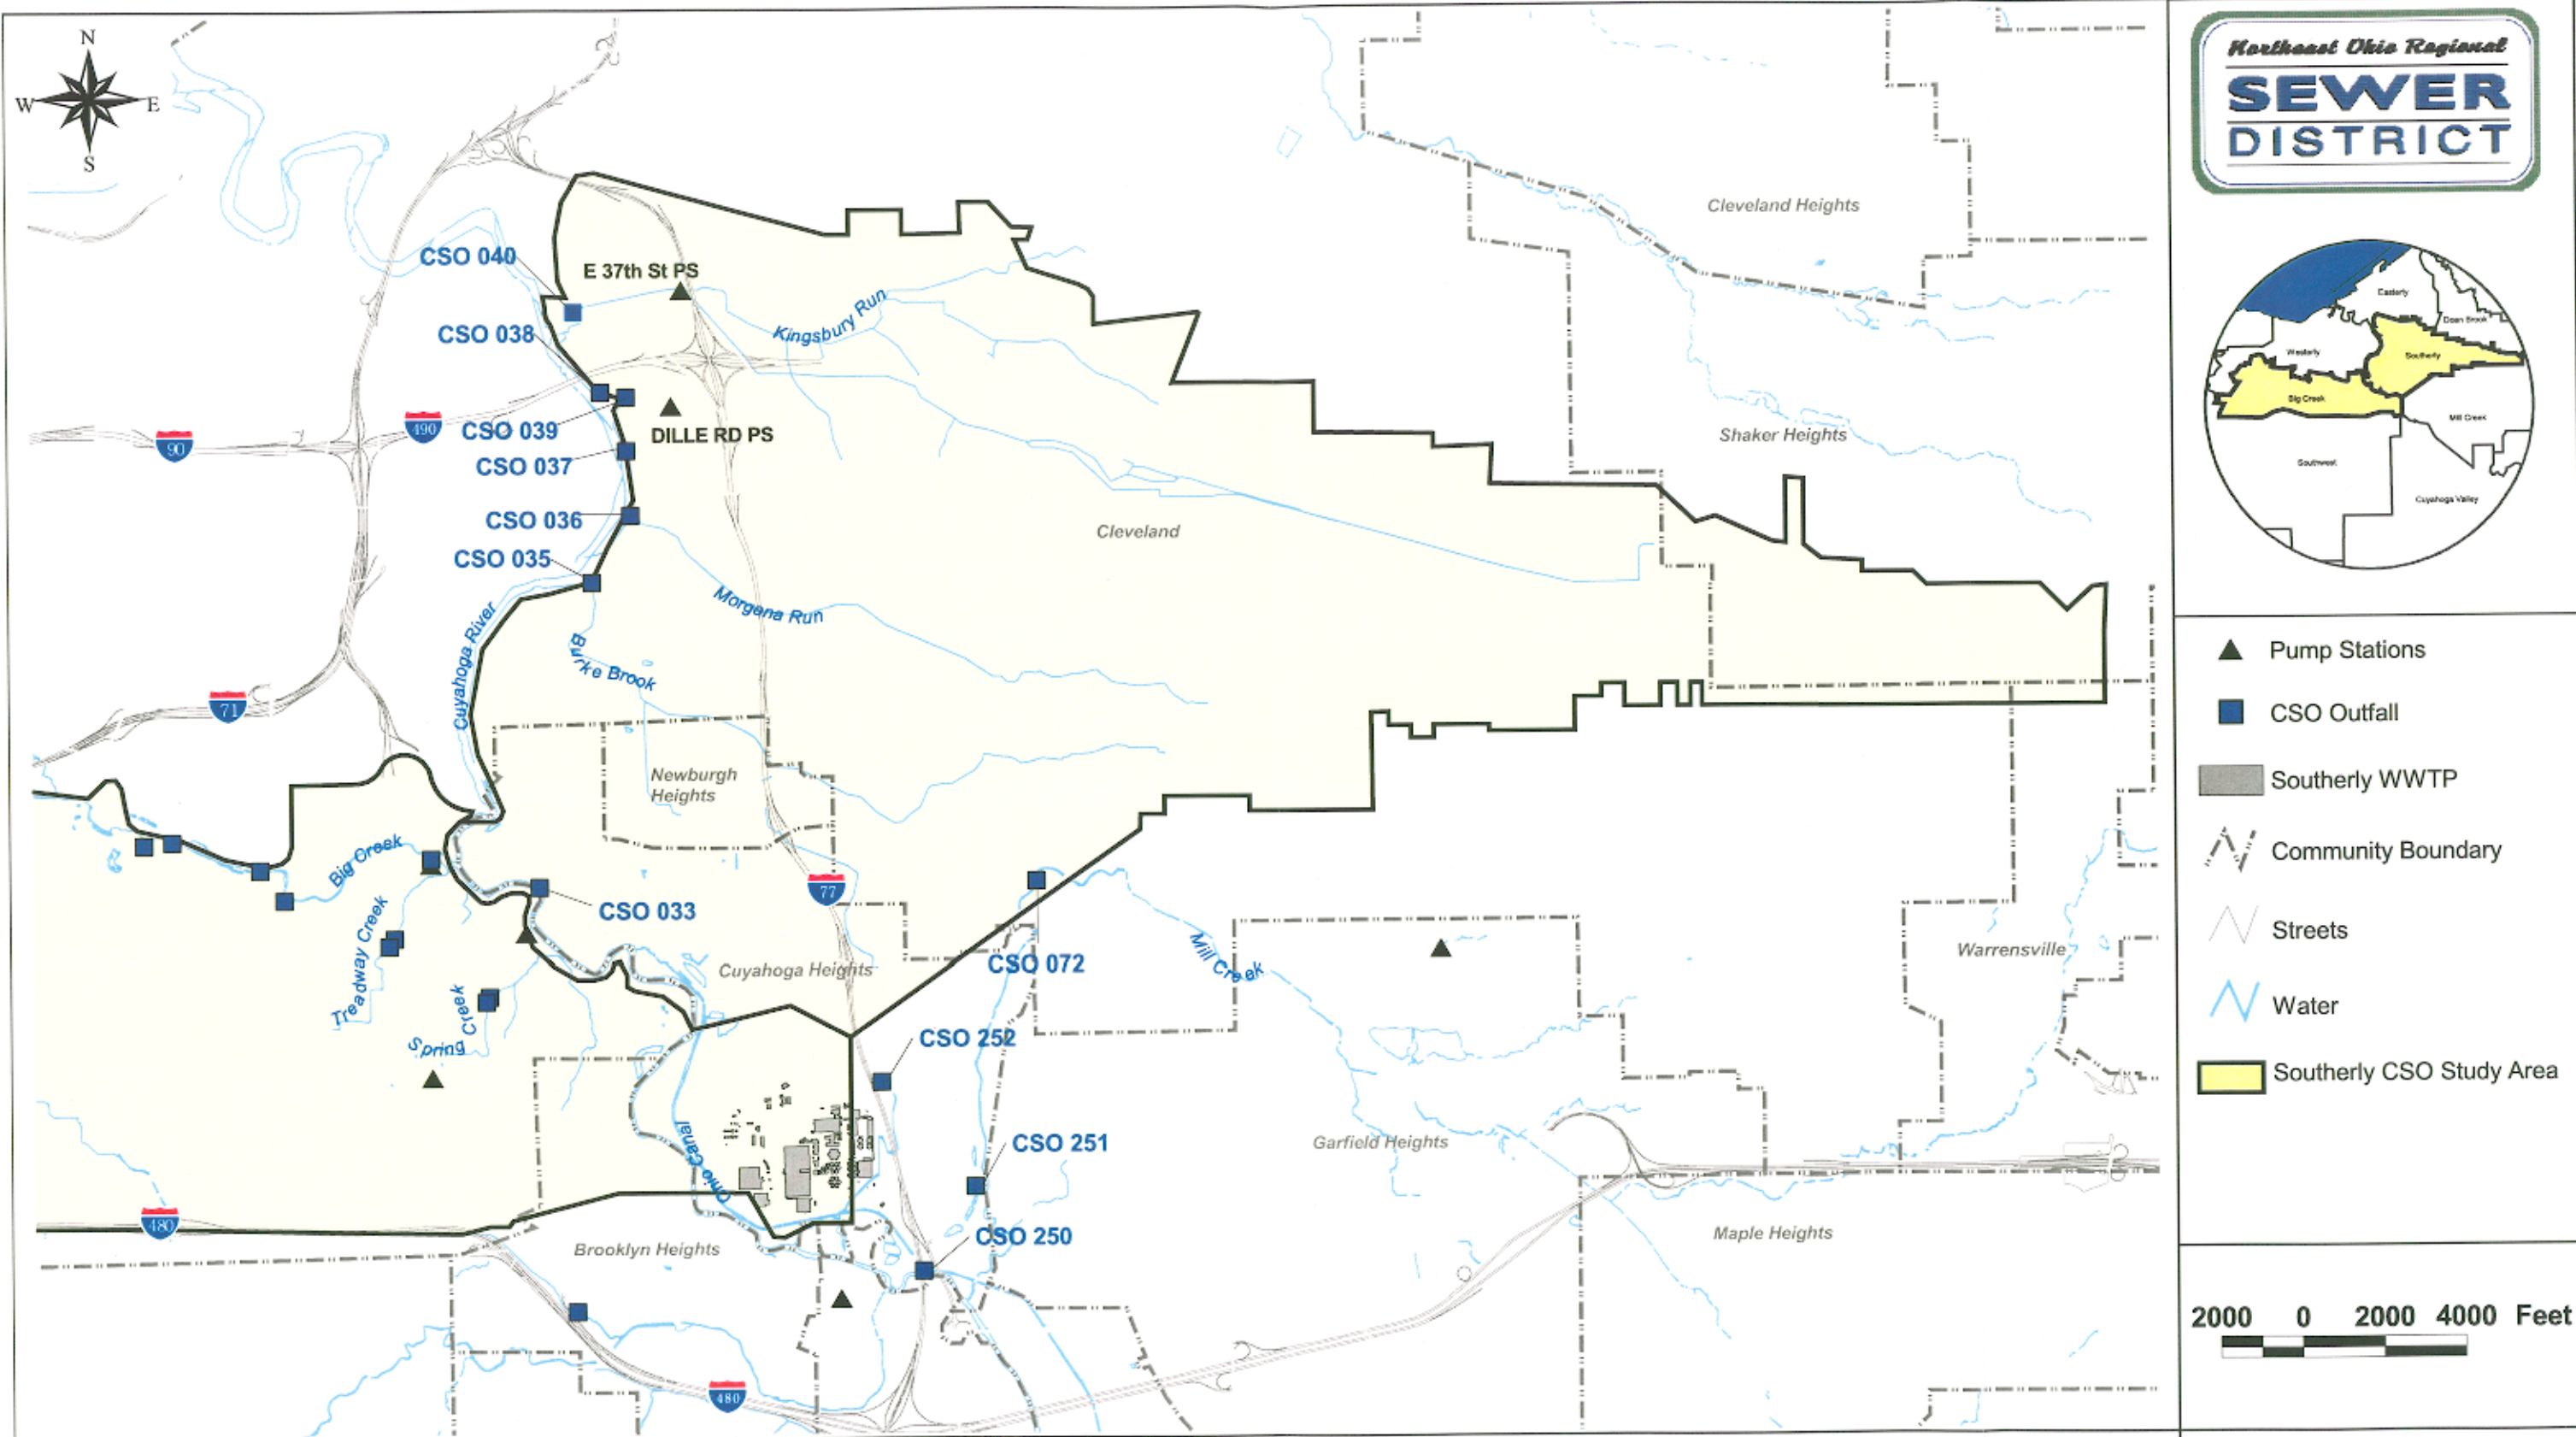 N
W
E
S
CSO 040
E 37th St PS
Kingsbury Run
CSO 038
490
90
CSO 039
DILLE RD PS
CSO 037
CSO 036
CSO 035
Cleveland
Cleveland Heights
Shaker Heights
Morgana Run
Burke Brook
Cuyahoga River
71
Newburgh
Heights
Big Creek
77
CSO 033
Treadway Creek
Cuyahoga Heights
CSO 072
Mill Creek
Warrensville
Spring Creek
CSO 252
Ohio Canal
CSO 251
Garfield Heights
480
Brooklyn Heights
CSO 250
Maple Heights
480
Northeast Ohio Regional
SEWER
DISTRICT
Easterly
Doan Brook
Westerly
Southerly
Big Creek
Mill Creek
Southwest
Cuyahoga Valley
Pump Stations
CSO Outfall
Southerly WWTP
Community Boundary
Streets
Water
Southerly CSO Study Area
2000 0 2000 4000 Feet